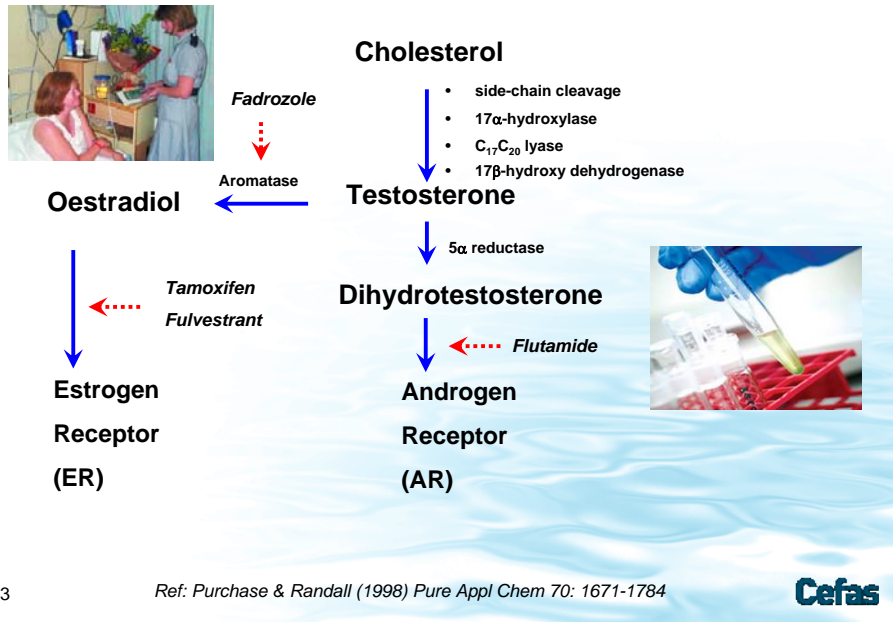 Cholesterol
• side-chain cleavage
• 17α-hydroxylase
• C₁₇C₂₀ lyase
• 17β-hydroxy dehydrogenase
Fadrozole
Aromatase
Oestradiol
Testosterone
5α reductase
Dihydrotestosterone
Tamoxifen
Fulvestrant
Flutamide
Estrogen
Receptor
(ER)
Androgen
Receptor
(AR)
3
Ref: Purchase & Randall (1998) Pure Appl Chem 70: 1671-1784
Cefas